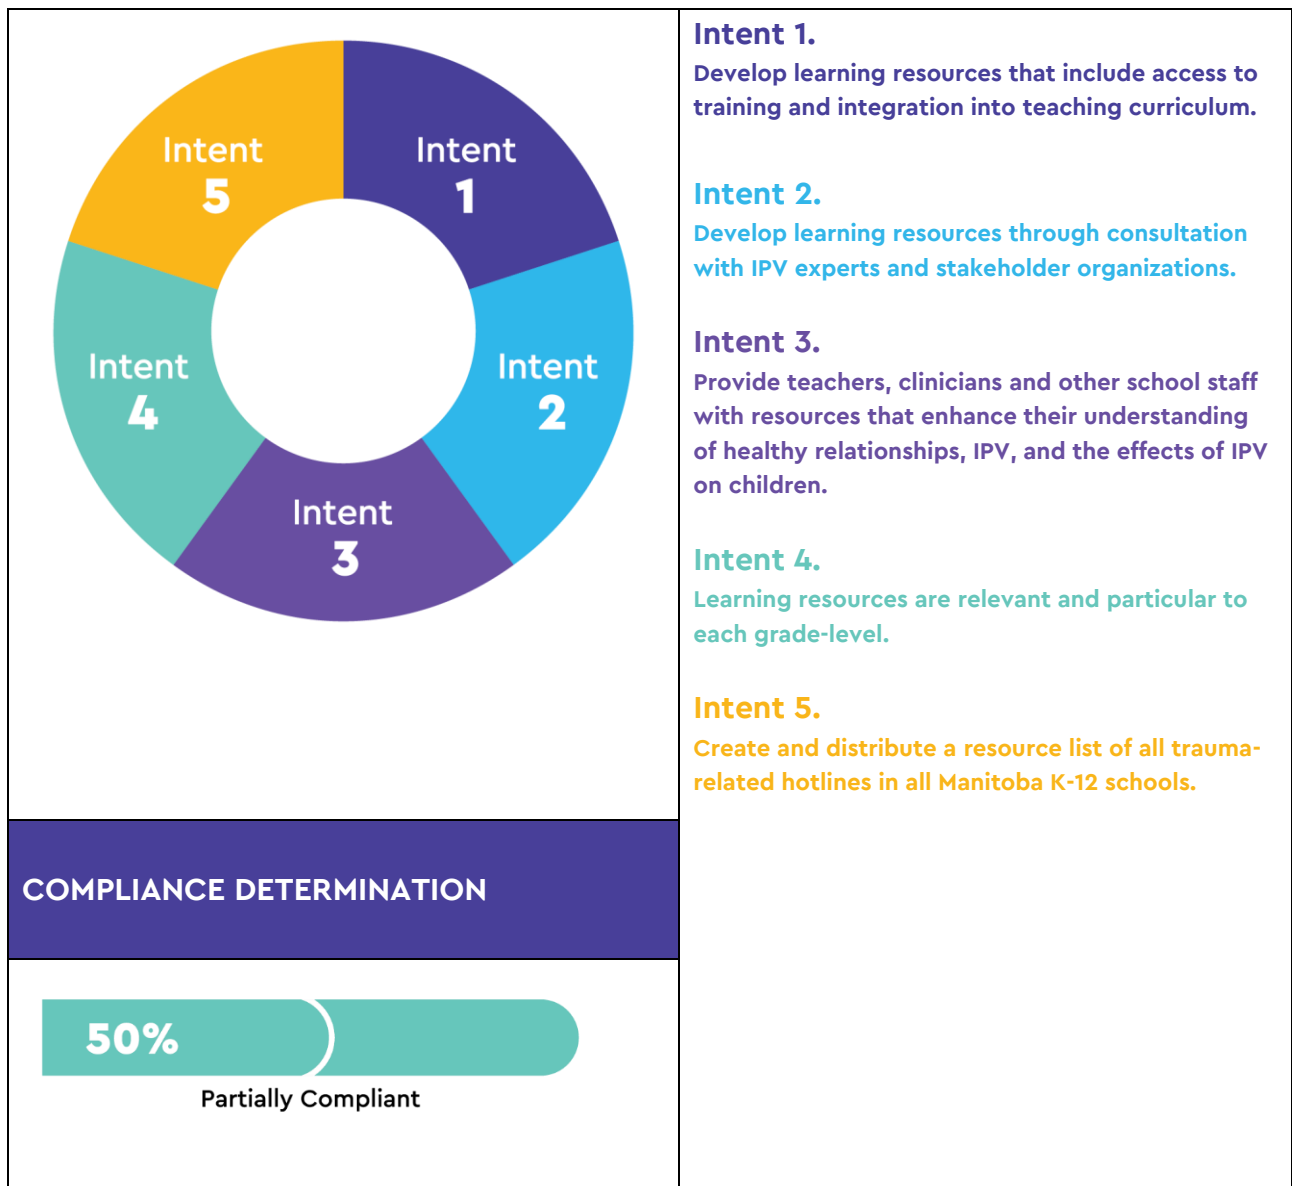 Intent
1
Intent
2
Intent
3
Intent
4
Intent
5
COMPLIANCE DETERMINATION
50%
Partially Compliant
Intent 1.
Develop learning resources that include access to
training and integration into teaching curriculum.
Intent 2.
Develop learning resources through consultation
with IPV experts and stakeholder organizations.
Intent 3.
Provide teachers, clinicians and other school staff
with resources that enhance their understanding
of healthy relationships, IPV, and the effects of IPV
on children.
Intent 4.
Learning resources are relevant and particular to
each grade-level.
Intent 5.
Create and distribute a resource list of all trauma-
related hotlines in all Manitoba K-12 schools.